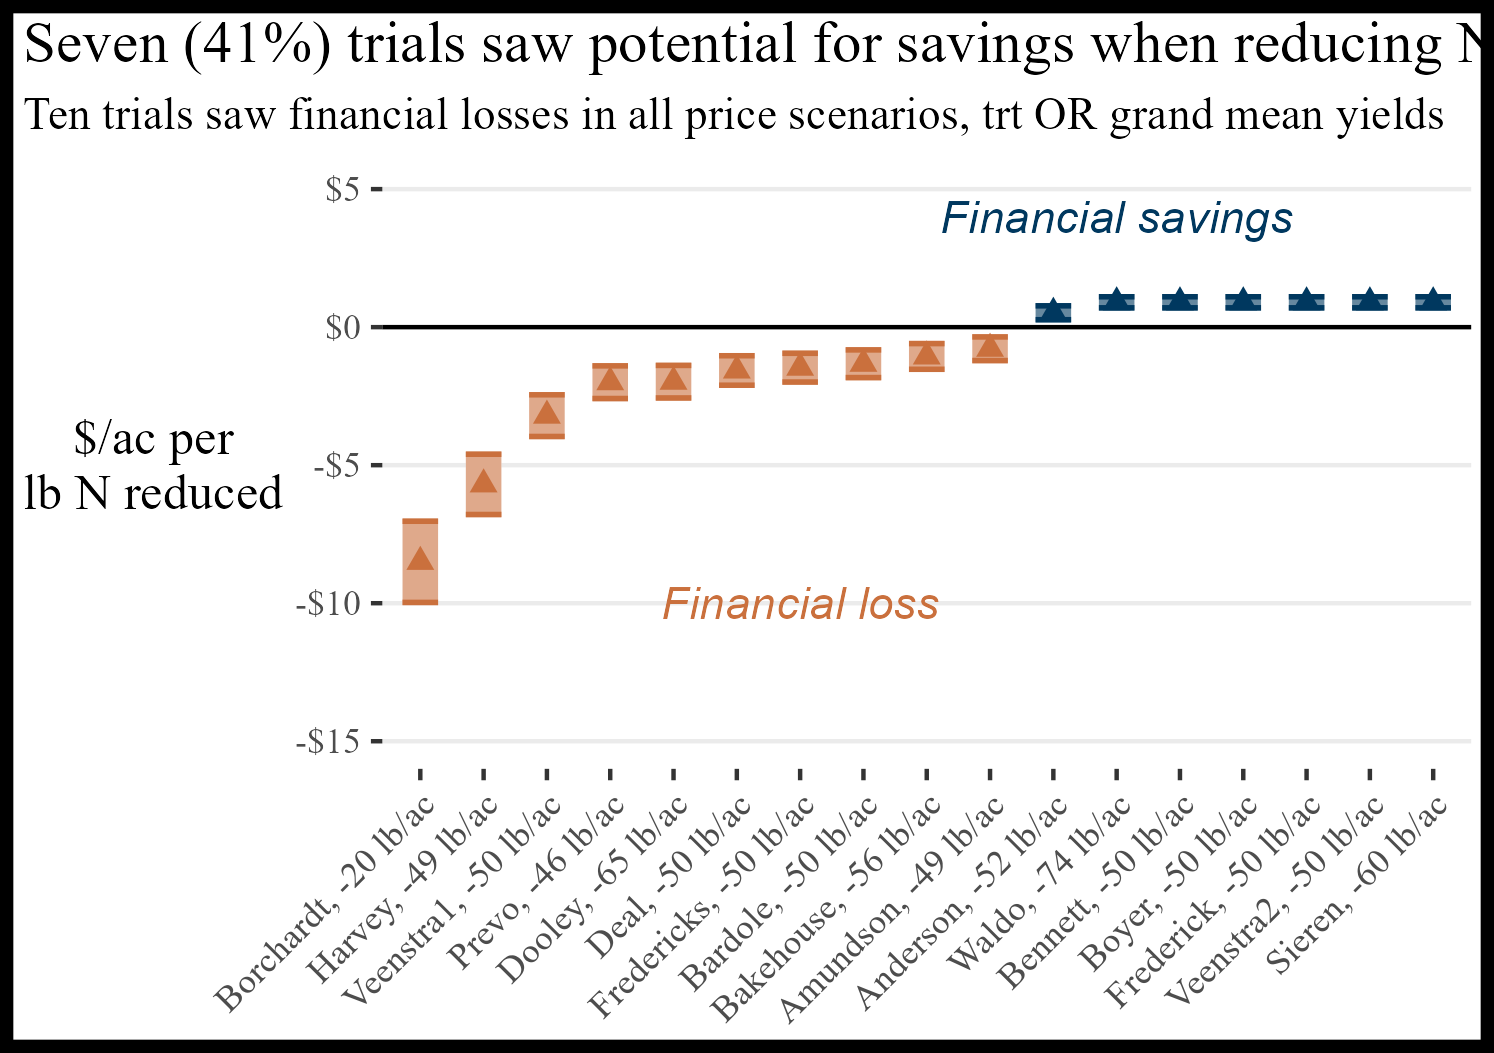 Seven (41%) trials saw potential for savings when reducing N
Ten trials saw financial losses in all price scenarios, trt OR grand mean yields
$5
Financial savings
$0
$/ac per
lb N reduced
-$5
-$10
Financial loss
-$15
Borchardt, -20 lb/ac
Harvey, -49 lb/ac
Veenstra1, -50 lb/ac
Prevo, -46 lb/ac
Dooley, -65 lb/ac
Deal, -50 lb/ac
Fredericks, -50 lb/ac
Bardole, -50 lb/ac
Bakehouse, -56 lb/ac
Amundson, -49 lb/ac
Anderson, -52 lb/ac
Waldo, -74 lb/ac
Bennett, -50 lb/ac
Boyer, -50 lb/ac
Frederick, -50 lb/ac
Veenstra2, -50 lb/ac
Sieren, -60 lb/ac